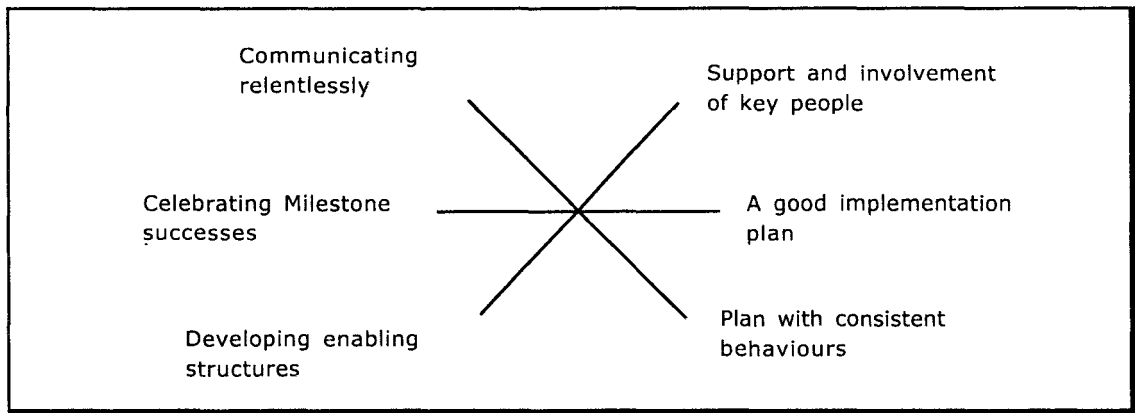 Communicating
relentlessly
Support and involvement
of key people
Celebrating Milestone
successes
A good implementation
plan
Developing enabling
structures
Plan with consistent
behaviours